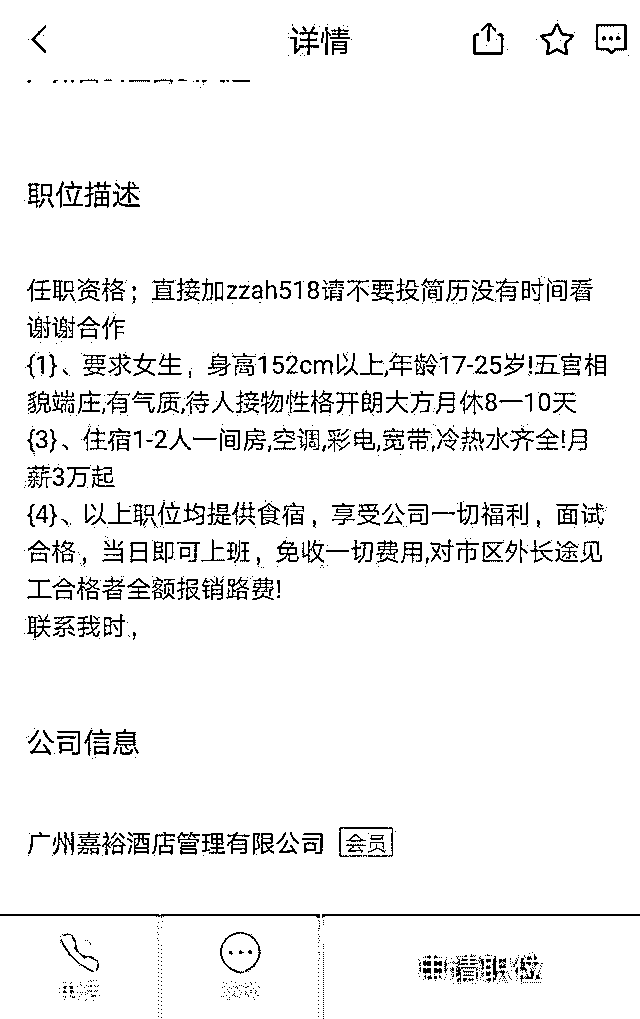 详情
职位描述
任职资格；直接加zzah518请不要投简历没有时间看
谢谢合作
{1}、要求女生，身高152cm以上,年龄17-25岁!五官相
貌端庄,有气质,待人接物性格开朗大方月休8一10天
{3}、住宿1-2人一间房,空调,彩电,宽带,冷热水齐全!月
薪3万起
{4}、以上职位均提供食宿，享受公司一切福利，面试
合格，当日即可上班，免收一切费用,对市区外长途见
工合格者全额报销路费!
联系我时，
公司信息
广州嘉裕酒店管理有限公司 会员
申请职位